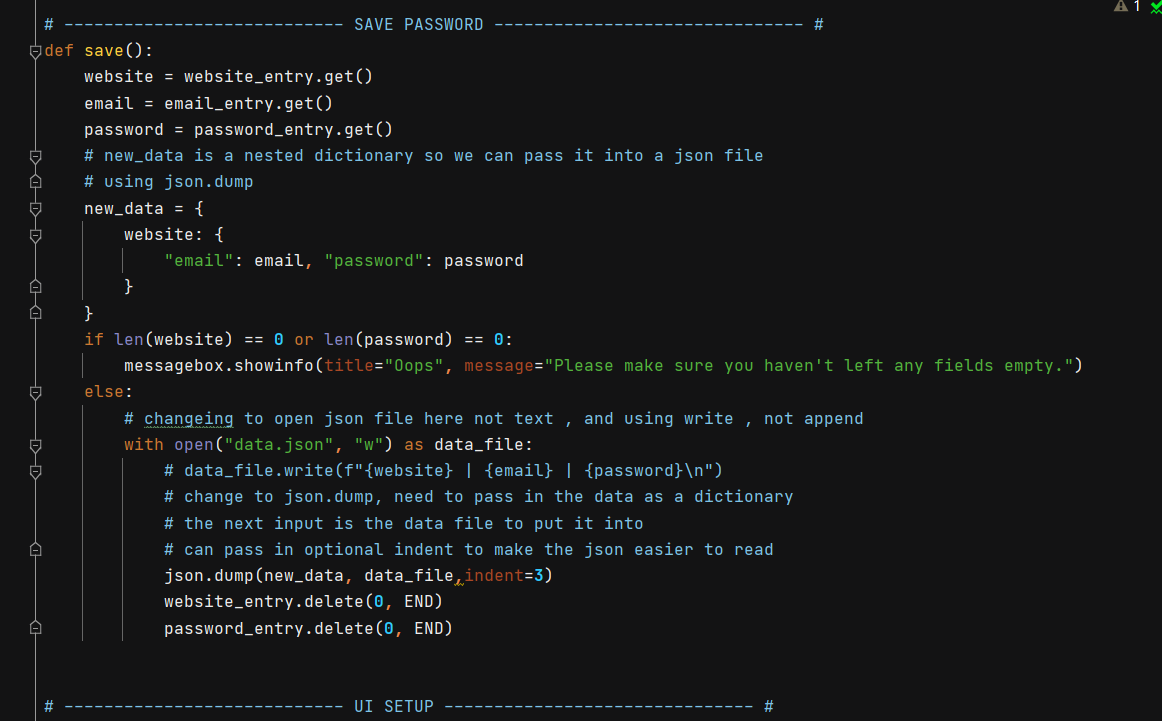 1
# ---------------------------- SAVE PASSWORD ------------------------------- #
def save():
    website = website_entry.get()
    email = email_entry.get()
    password = password_entry.get()
    # new_data is a nested dictionary so we can pass it into a json file
    # using json.dump
    new_data = {
        website: {
            "email": email, "password": password
        }
    }
    if len(website) == 0 or len(password) == 0:
        messagebox.showinfo(title="Oops", message="Please make sure you haven't left any fields empty.")
    else:
        # changeing to open json file here not text , and using write , not append
        with open("data.json", "w") as data_file:
            # data_file.write(f"{website} | {email} | {password}\n")
            # change to json.dump, need to pass in the data as a dictionary
            # the next input is the data file to put it into
            # can pass in optional indent to make the json easier to read
            json.dump(new_data, data_file,indent=3)
            website_entry.delete(0, END)
            password_entry.delete(0, END)
# ---------------------------- UI SETUP ------------------------------- #